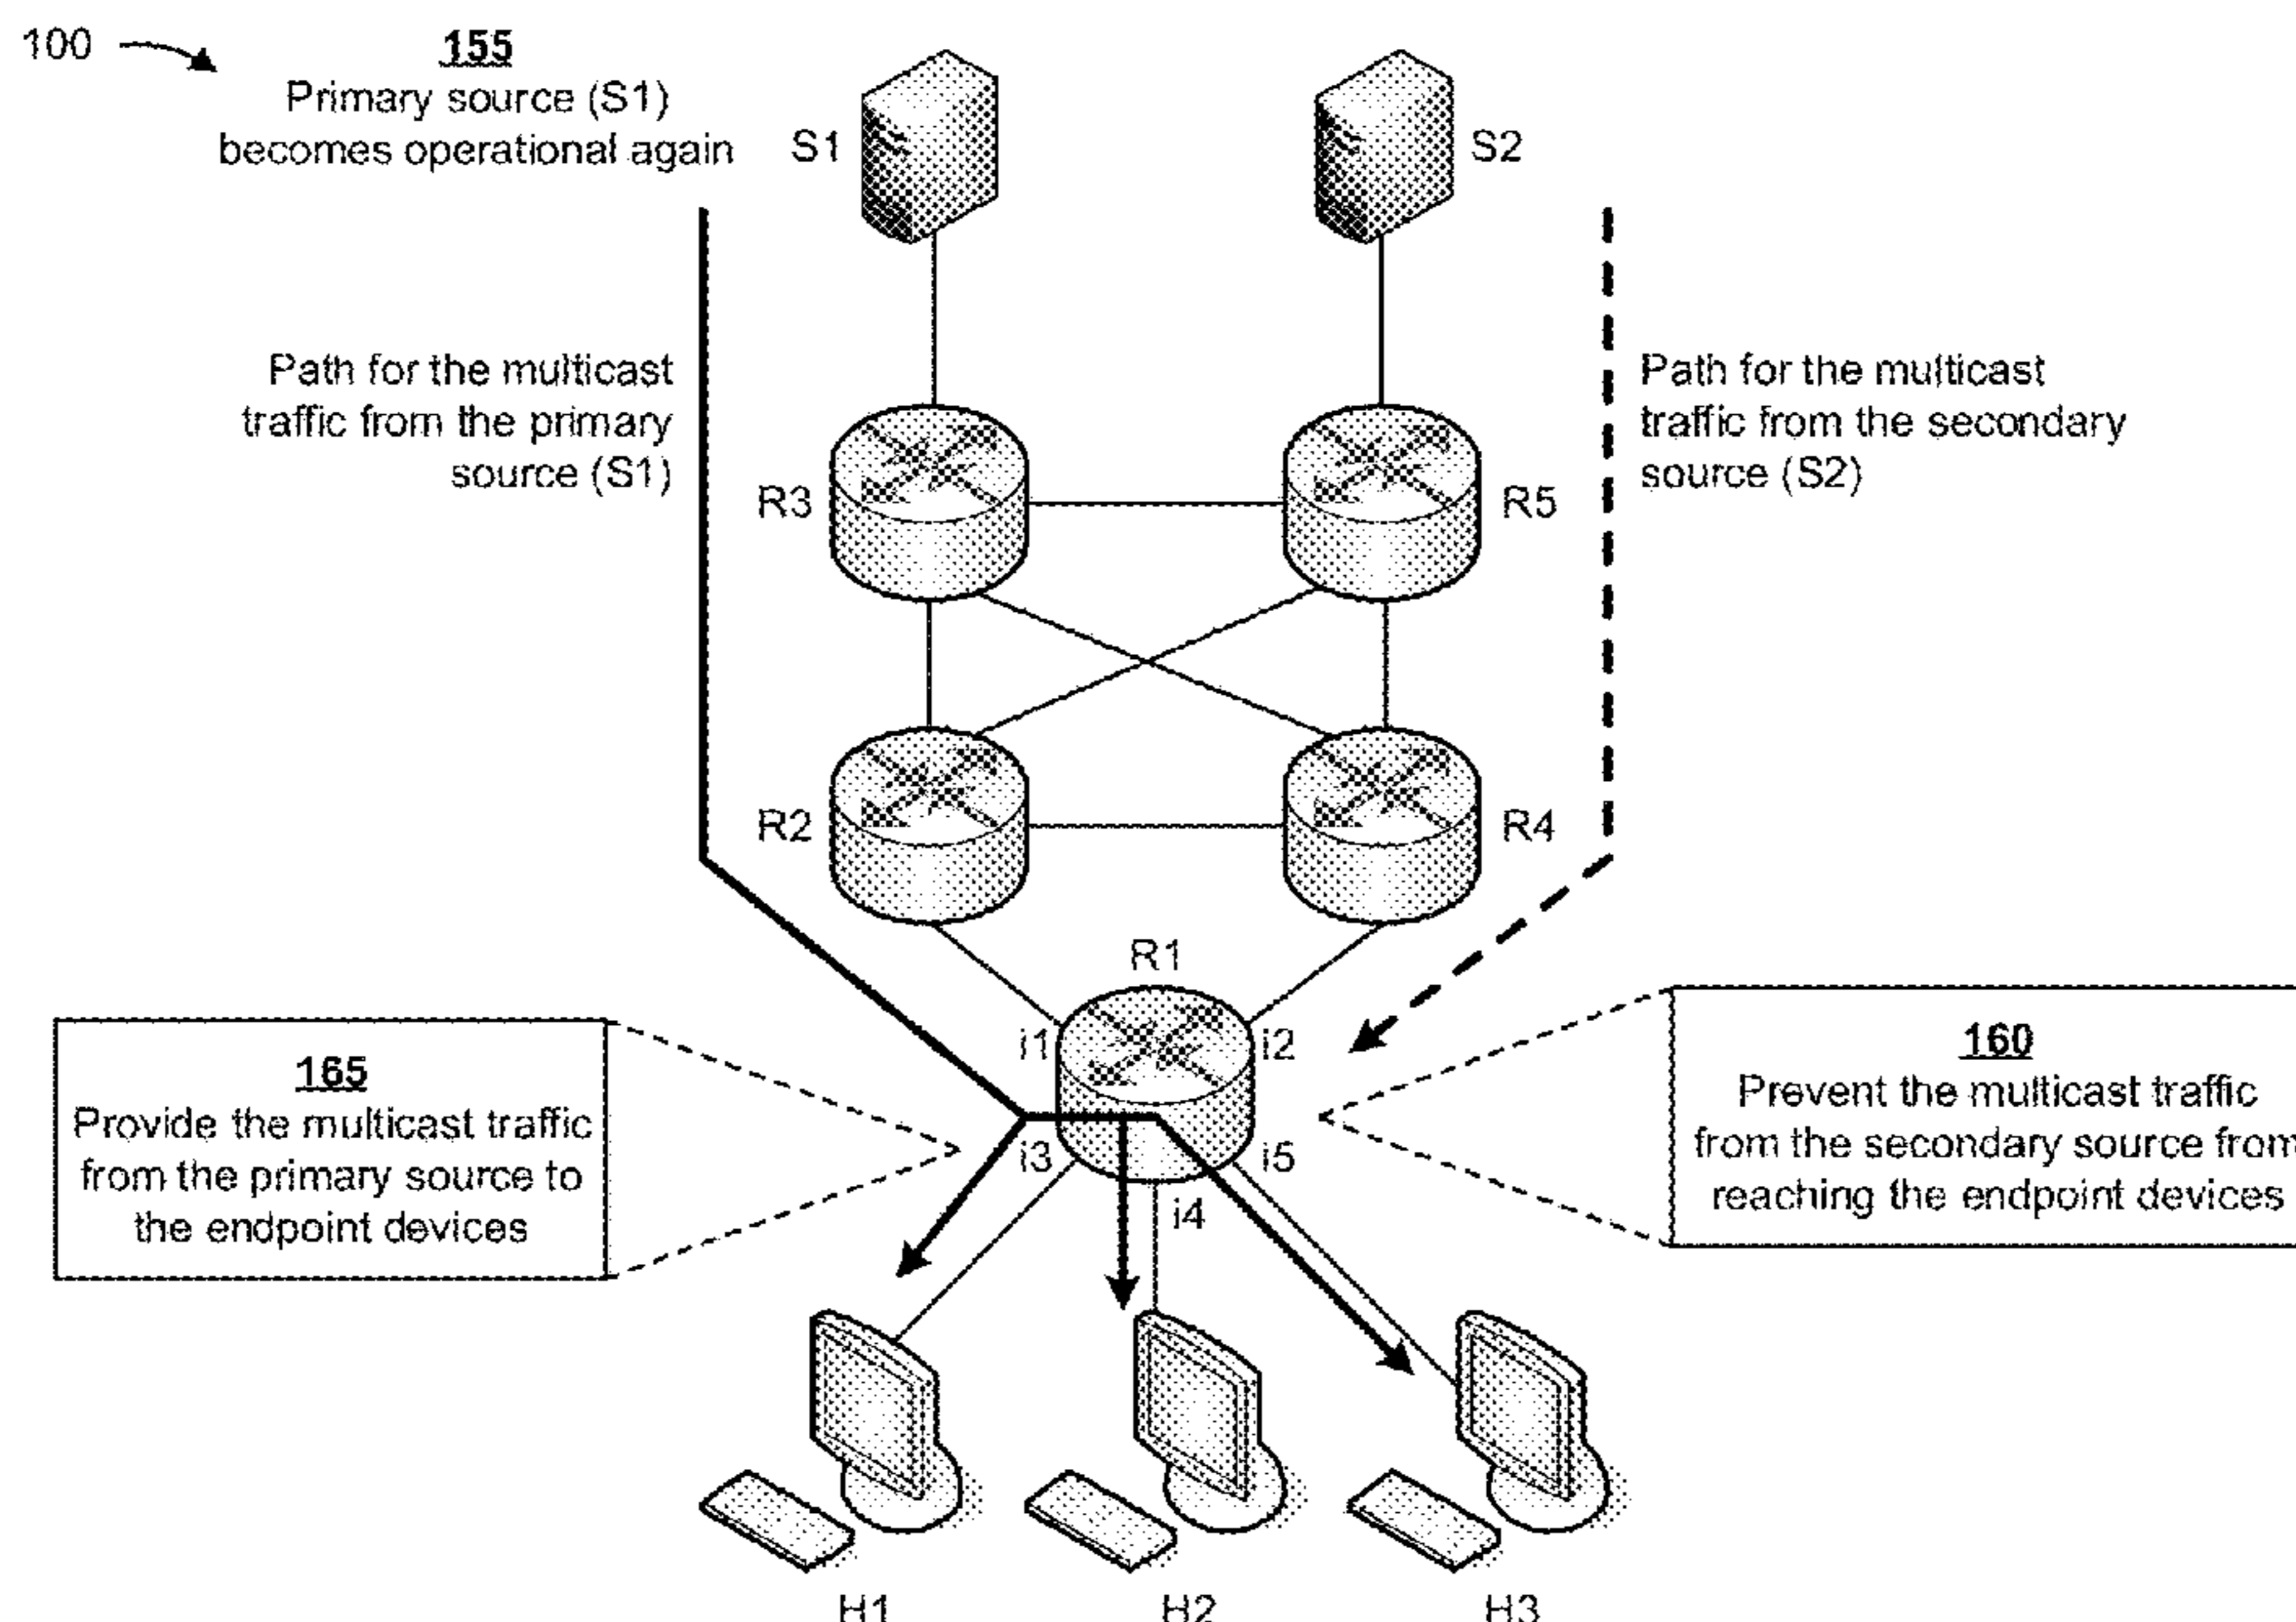 100
155
Primary source (S1)
becomes operational again
S1
S2
Path for the multicast
traffic from the primary
source (S1)
Path for the multicast
traffic from the secondary
source (S2)
R3
R5
R2
R4
R1
i1
i2
165
Provide the multicast traffic
from the primary source to
the endpoint devices
160
Prevent the multicast traffic
from the secondary source from
reaching the endpoint devices
i3
i5
i4
H1
H2
H3